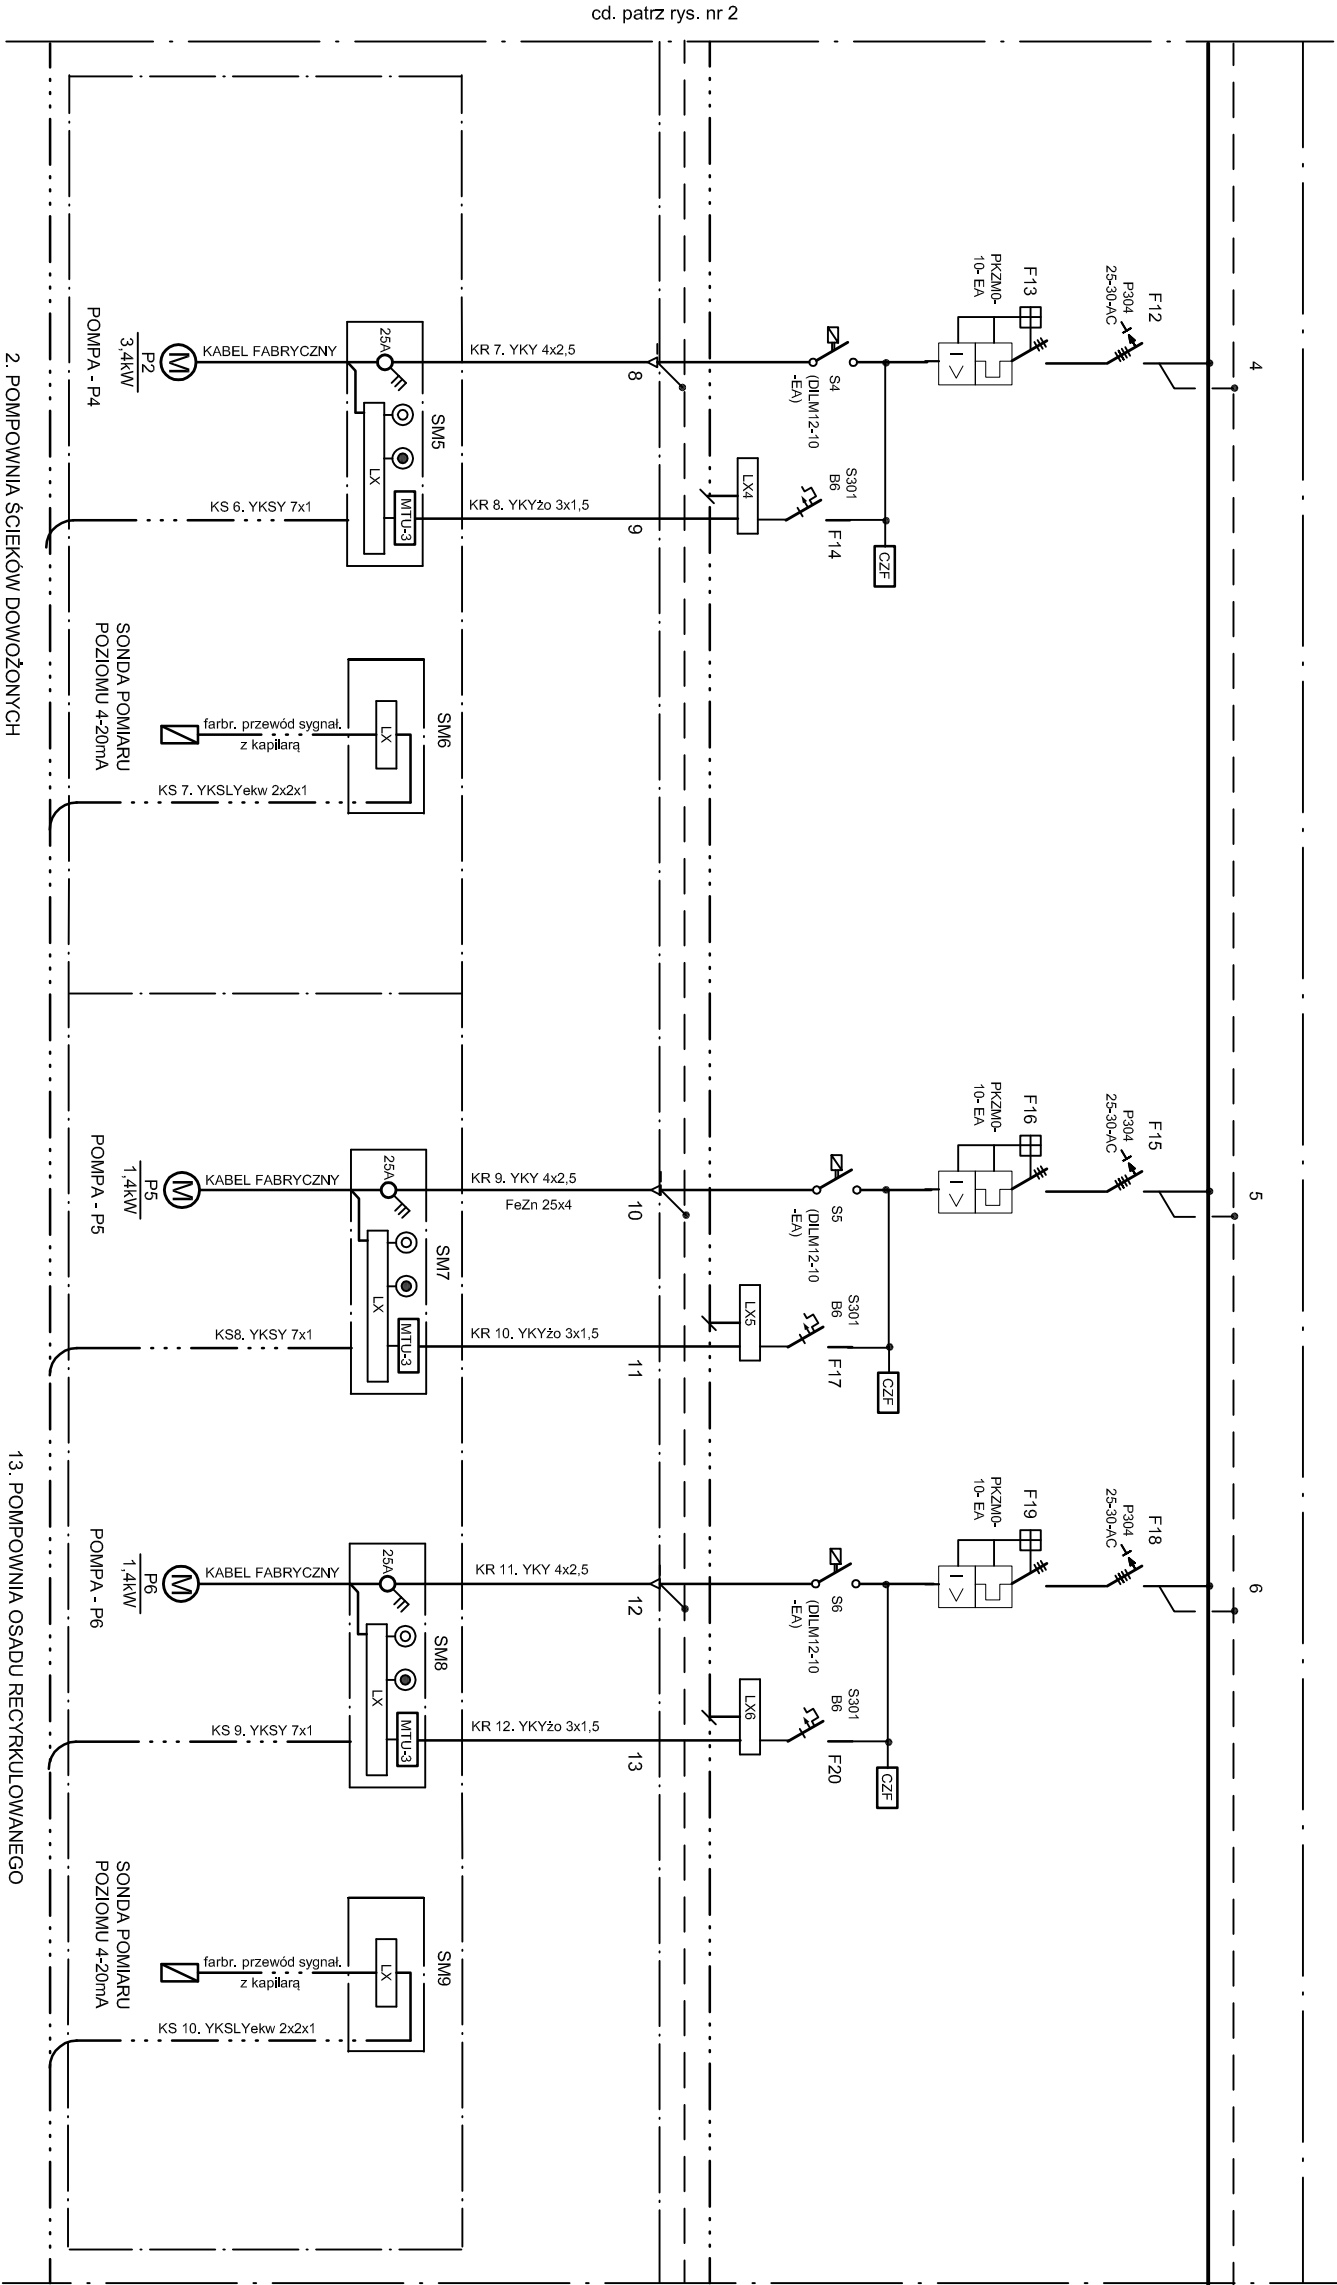 cd. patrz rys. nr 2
4
F12
P304
25-30-AC
F13
PKZM0-
10- EA
I >
S4
(DILM12-10
-EA)
CZF
S301
B6
F14
LX4
8
9
KR 7. YKY 4x2,5
KR 8. YKYżo 3x1,5
SM5
25A
LX
MTU-3
KABEL FABRYCZNY
KS 6. YKSY 7x1
M
P2
3,4kW
POMPA - P4
SM6
LX
farbr. przewód sygnał.
z kapilarą
KS 7. YKSLYekw 2x2x1
SONDA POMIARU
POZIOMU 4-20mA
2. POMPOWNIA ŚCIEKÓW DOWOŻONYCH
5
F15
P304
25-30-AC
F16
PKZM0-
10- EA
I >
S5
(DILM12-10
-EA)
CZF
S301
B6
F17
LX5
10
11
KR 9. YKY 4x2,5
FeZn 25x4
KR 10. YKYżo 3x1,5
SM7
25A
LX
MTU-3
KABEL FABRYCZNY
KS8. YKSY 7x1
M
P5
1,4kW
POMPA - P5
6
F18
P304
25-30-AC
F19
PKZM0-
10- EA
I >
S6
(DILM12-10
-EA)
CZF
S301
B6
F20
LX6
12
13
KR 11. YKY 4x2,5
KR 12. YKYżo 3x1,5
SM8
25A
LX
MTU-3
KABEL FABRYCZNY
KS 9. YKSY 7x1
M
P6
1,4kW
POMPA - P6
SM9
LX
farbr. przewód sygnał.
z kapilarą
KS 10. YKSLYekw 2x2x1
SONDA POMIARU
POZIOMU 4-20mA
13. POMPOWNIA OSADU RECYRKULOWANEGO